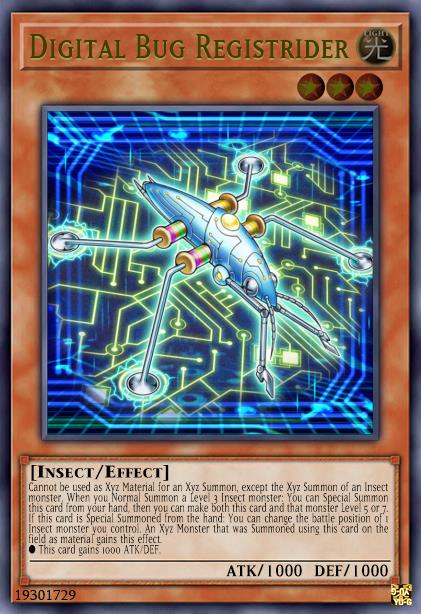 Digital Bug Registrider
LIGHT
光
[Insect/Effect]
Cannot be used as Xyz Material for an Xyz Summon, except the Xyz Summon of an Insect
monster. When you Normal Summon a Level 3 Insect monster: You can Special Summon
this card from your hand, then you can make both this card and that monster Level 5 or 7.
If this card is Special Summoned from the hand: You can change the battle position of 1
Insect monster you control. An Xyz Monster that was Summoned using this card on the
field as material gains this effect.
● This card gains 1000 ATK/DEF.
ATK/1000 DEF/1000
19301729